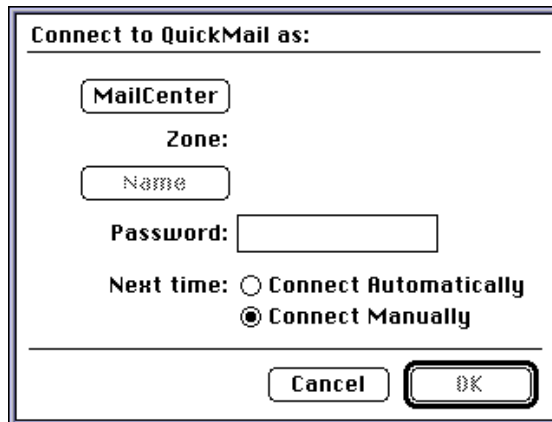 Connect to QuickMail as:
MailCenter
Zone:
Name
Password:
Next time: Connect Automatically
Connect Manually
Cancel OK